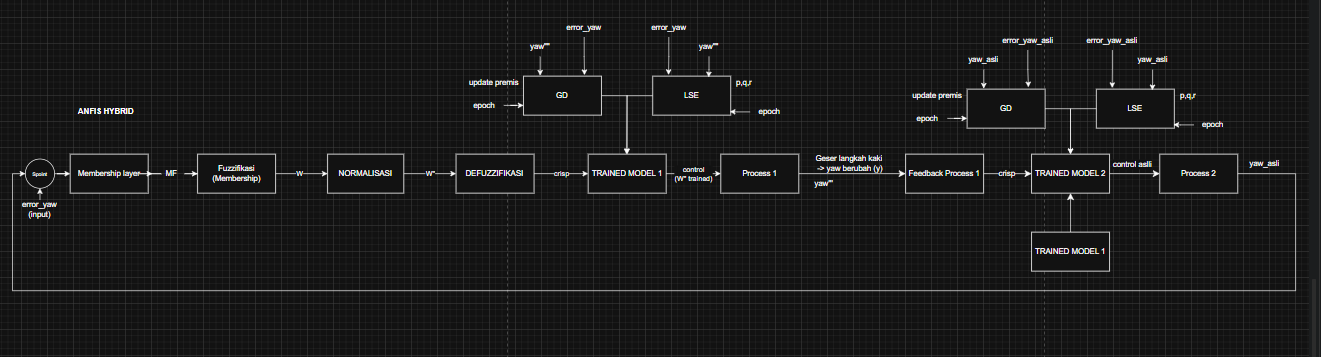 error_yaw
error_yaw
yaw'''
yaw'''
update premis
GD
LSE
p,q,r
epoch
epoch
error_yaw_asli
error_yaw_asli
yaw_asli
yaw_asli
update premis
GD
LSE
p,q,r
epoch
epoch
ANFIS HYBRID
Membership layer
MF
Fuzzifikasi
(Membership)
W
NORMALISASI
W"
DEFUZZIFIKASI
crisp
TRAINED MODEL 1
control
(W" trained)
Process 1
Geser langkah kaki
-> yaw berubah (y)
yaw'''
Feedback Process 1
crisp
TRAINED MODEL 2
control aslli
Process 2
yaw_asli
error_yaw
(input)
TRAINED MODEL 1